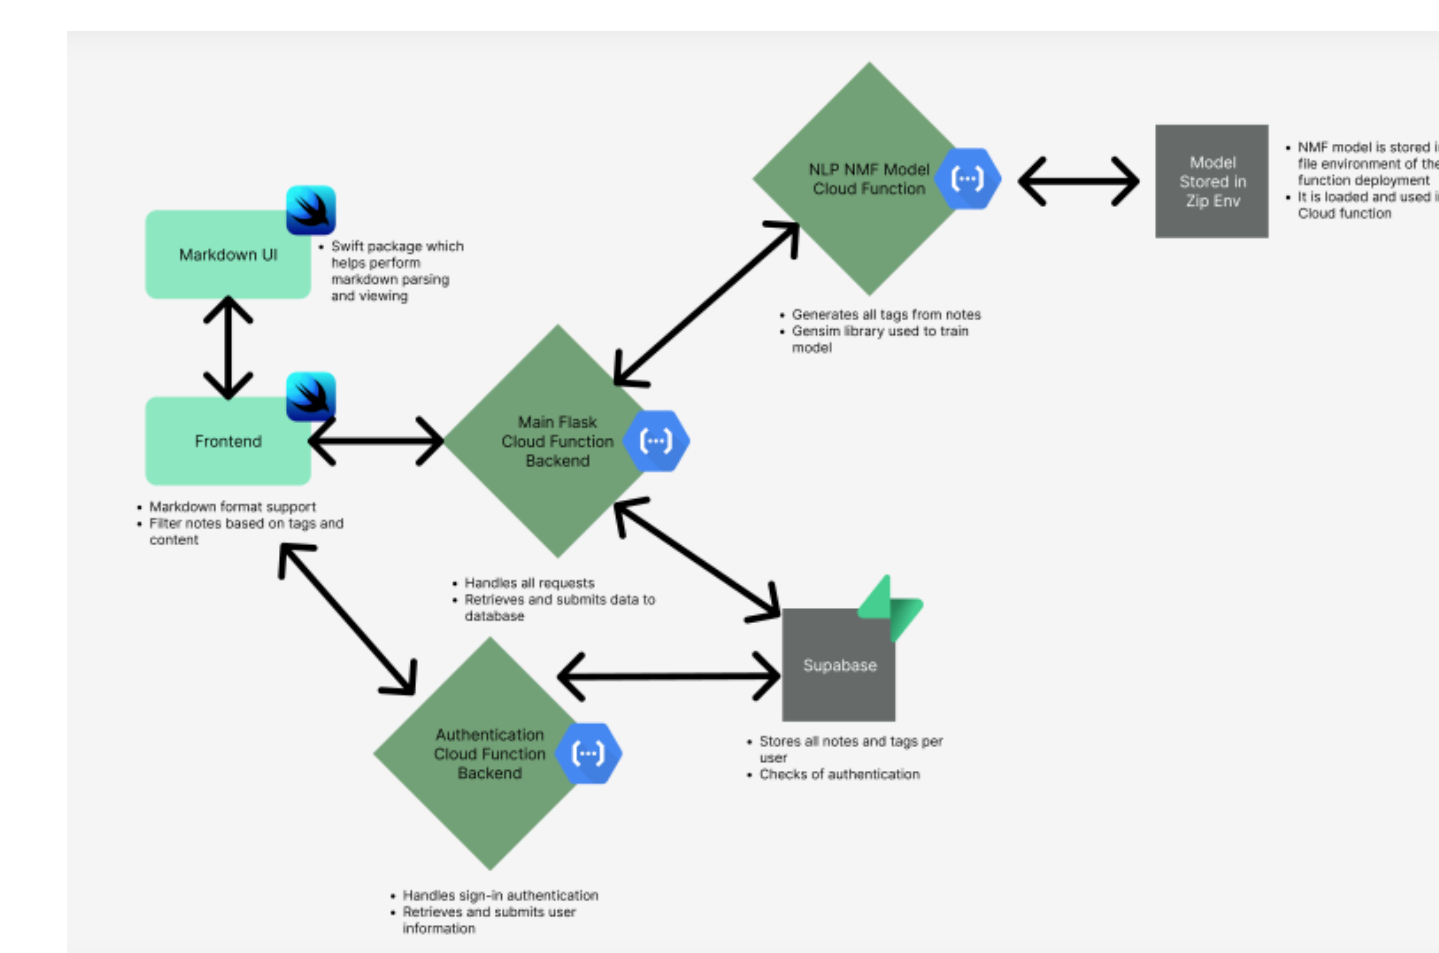 NLP NMF Model
Cloud Function
Model
Stored in
Zip Env
• NMF model is stored
file environment of the
function deployment
• It is loaded and used
Cloud function
Markdown UI
• Swift package which
helps perform
markdown parsing
and viewing
• Generates all tags from notes
• Gensim library used to train
model
Frontend
Main Flask
Cloud Function
Backend
• Markdown format support
• Filter notes based on tags and
content
• Handles all requests
• Retrieves and submits data to
database
Supabase
• Stores all notes and tags per
user
• Checks of authentication
Authentication
Cloud Function
Backend
• Handles sign-in authentication
• Retrieves and submits user
information